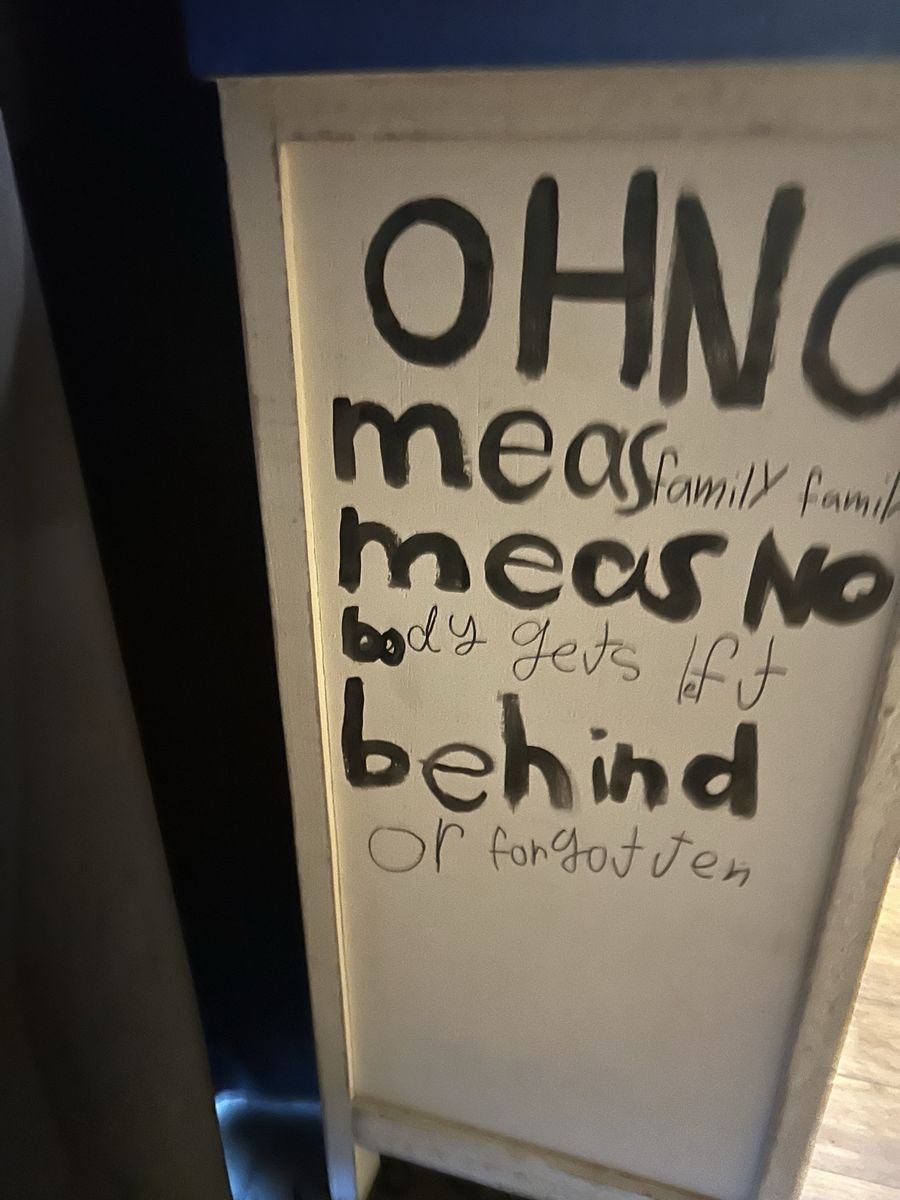 OHNO
meas family famil
meas NO
body gets left
behind
or forgotten